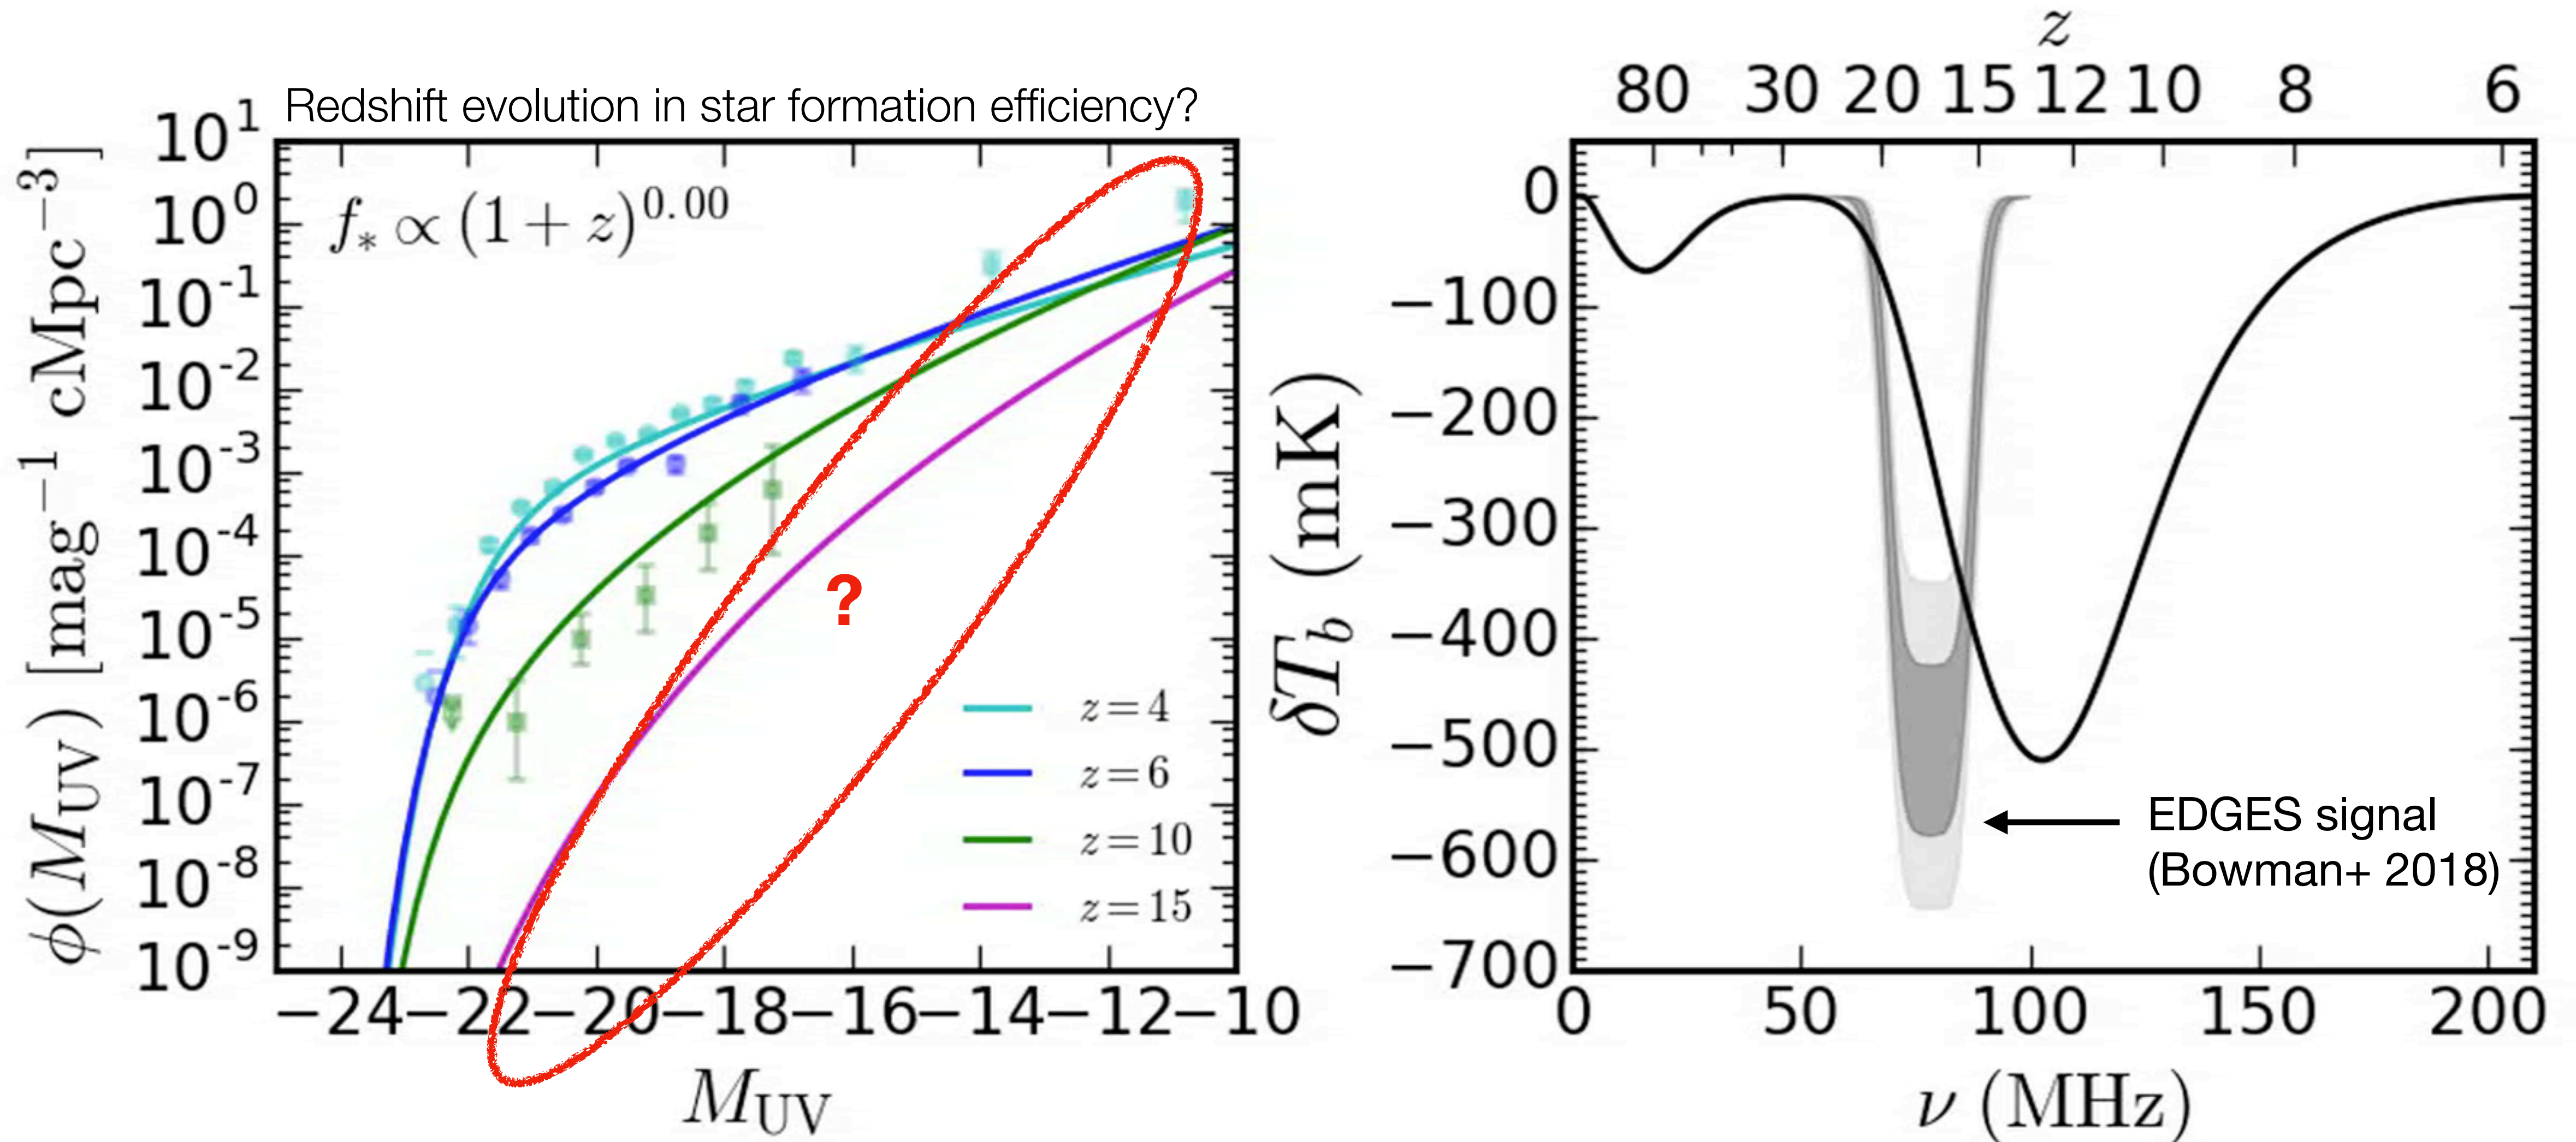 Redshift evolution in star formation efficiency?
f_* ∝ (1 + z)^{0.00}
10^1
10^0
10^{-1}
10^{-2}
10^{-3}
10^{-4}
10^{-5}
10^{-6}
10^{-7}
10^{-8}
10^{-9}
ϕ(M_{UV}) [mag^{-1} cMpc^{-3}]
?
z=4
z=6
z=10
z=15
−24 −22 −20 −18 −16 −14 −12 −10
M_{UV}
z
80 30 20 15 12 10 8 6
0
−100
−200
−300
−400
−500
−600
−700
δT_b (mK)
EDGES signal
(Bowman+ 2018)
0 50 100 150 200
ν (MHz)